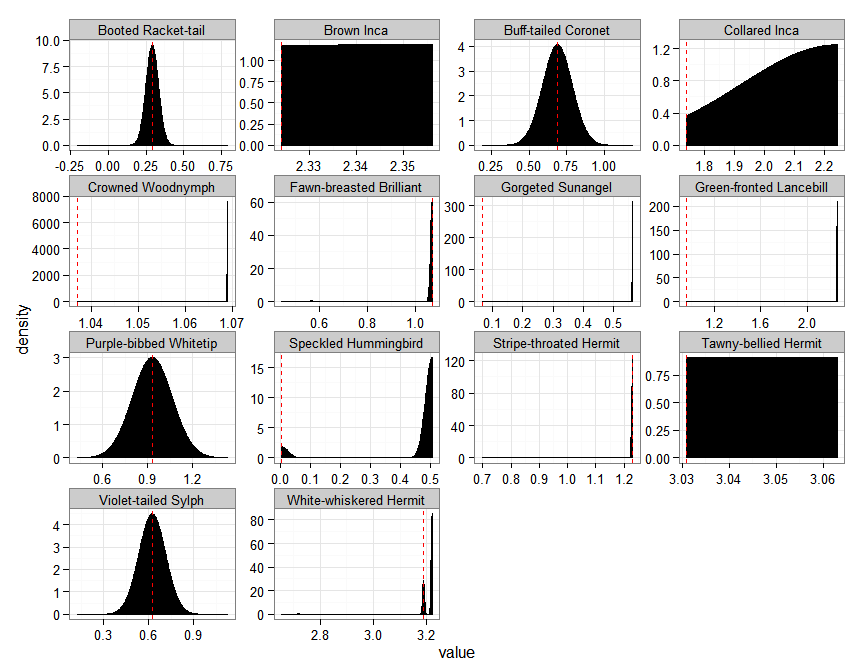 Booted Racket-tail Brown Inca Buff-tailed Coronet Collared Inca
10.0 7.5 5.0 2.5 0.0
1.00 0.75 0.50 0.25 0.00
4 3 2 1 0
1.2 0.8 0.4 0.0
-0.25 0.00 0.25 0.50 0.75
2.33 2.34 2.35
0.25 0.50 0.75 1.00
1.8 1.9 2.0 2.1 2.2
Crowned Woodnymph Fawn-breasted Brilliant Gorgeted Sunangel Green-fronted Lancebill
8000 6000 4000 2000 0
60 40 20 0
300 200 100 0
200 150 100 50 0
1.04 1.05 1.06 1.07
0.6 0.8 1.0
0.1 0.2 0.3 0.4 0.5
1.2 1.6 2.0
density
Purple-bibbed Whitetip Speckled Hummingbird Stripe-throated Hermit Tawny-bellied Hermit
3 2 1 0
15 10 5 0
120 80 40 0
0.75 0.50 0.25 0.00
0.6 0.9 1.2
0.0 0.1 0.2 0.3 0.4 0.5
0.7 0.8 0.9 1.0 1.1 1.2
3.03 3.04 3.05 3.06
Violet-tailed Sylph White-whiskered Hermit
4 3 2 1 0
80 60 40 20 0
0.3 0.6 0.9
2.8 3.0 3.2
value